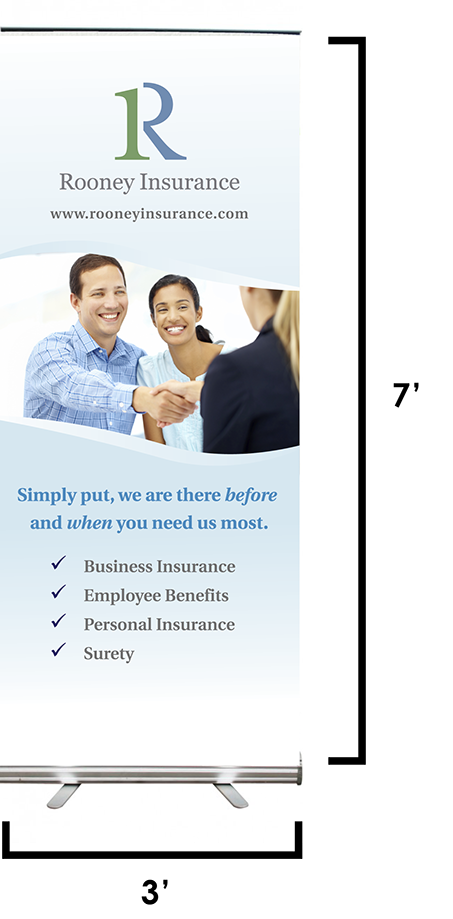 R
Rooney Insurance
www.rooneyinsurance.com
7’
Simply put, we are there before
and when you need us most.
✓ Business Insurance
✓ Employee Benefits
✓ Personal Insurance
✓ Surety
3’